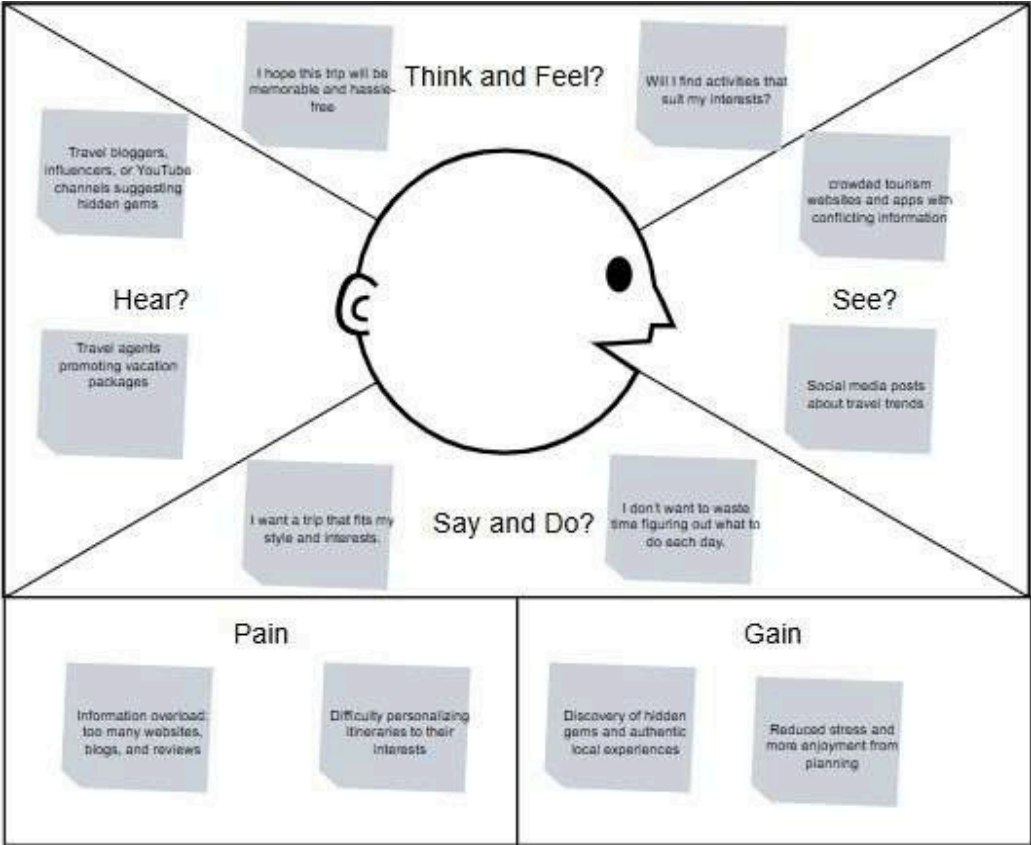 Think and Feel?
I hope this trip will be
memorable and hassle-
free
Will I find activities that
suit my interests?
Travel bloggers,
influencers, or YouTube
channels suggesting
hidden gems
Hear?
Travel agents
promoting vacation
packages
crowded tourism
websites and apps with
conflicting information
See?
Social media posts
about travel trends
Say and Do?
I want a trip that fits my
style and interests.
I don't want to waste
time figuring out what to
do each day.
Pain
Information overload:
too many websites,
blogs, and reviews
Difficulty personalizing
itineraries to their
interests
Gain
Discovery of hidden
gems and authentic
local experiences
Reduced stress and
more enjoyment from
planning